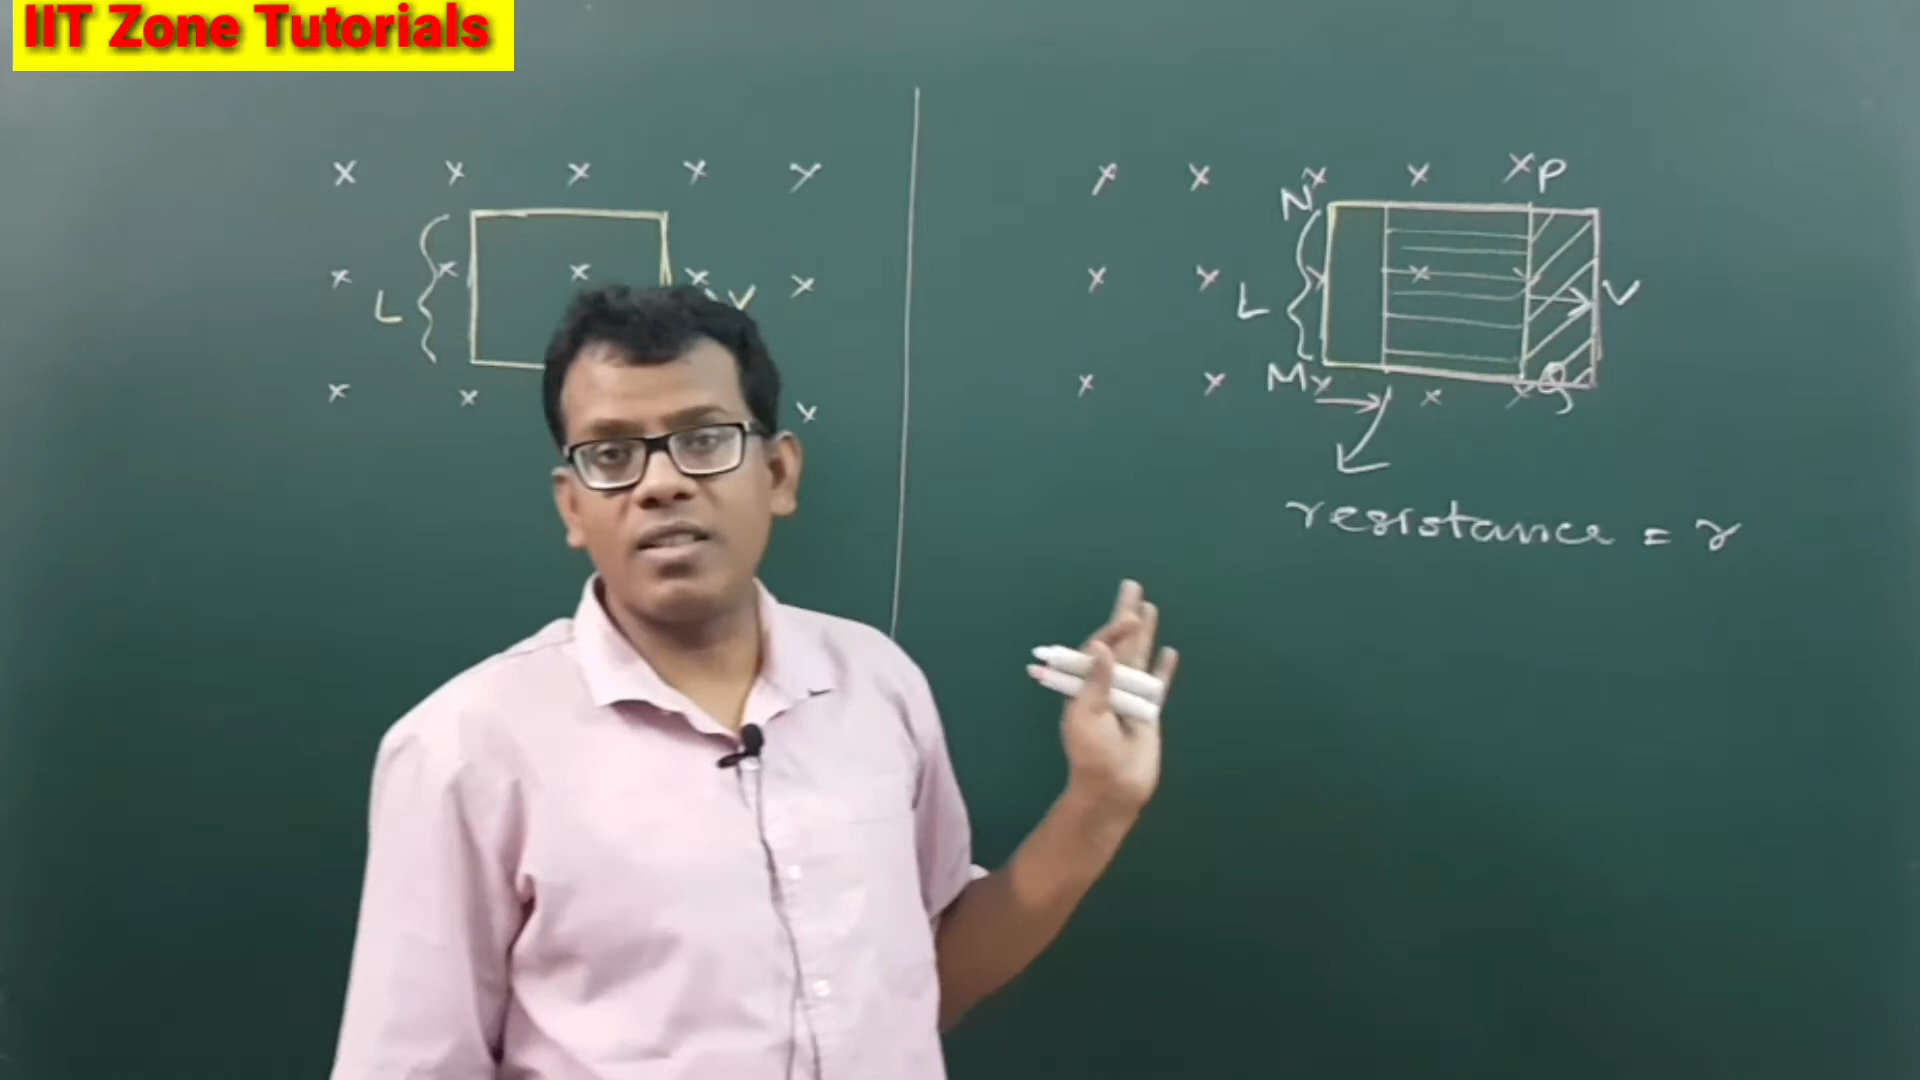 IIT Zone Tutorials
x x x x x
L x x x x x V
x x x
x x x x x P
N
x x x x x V
L
x x M x x x Q
resistance = r